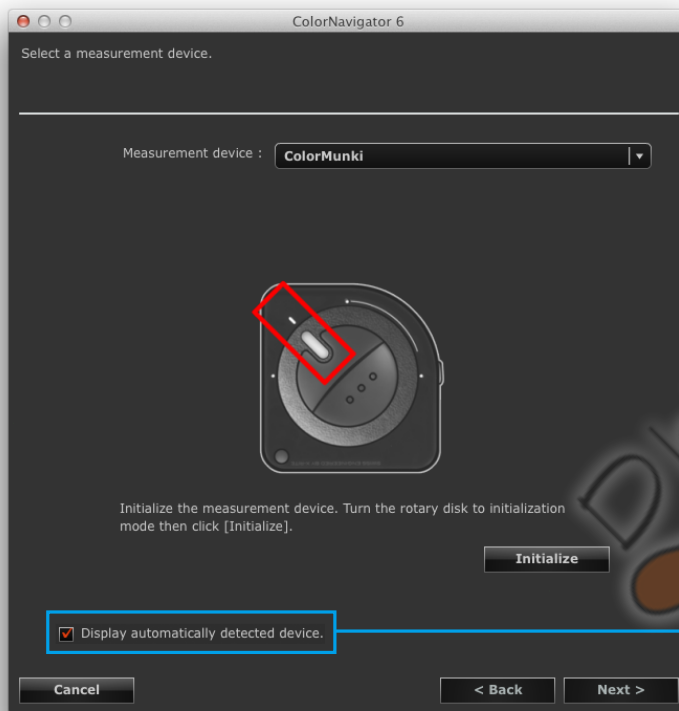 ColorNavigator 6
Select a measurement device.
Measurement device :
ColorMunki
Initialize the measurement device. Turn the rotary disk to initialization
mode then click [Initialize].
Initialize
Display automatically detected device.
Cancel
< Back
Next >